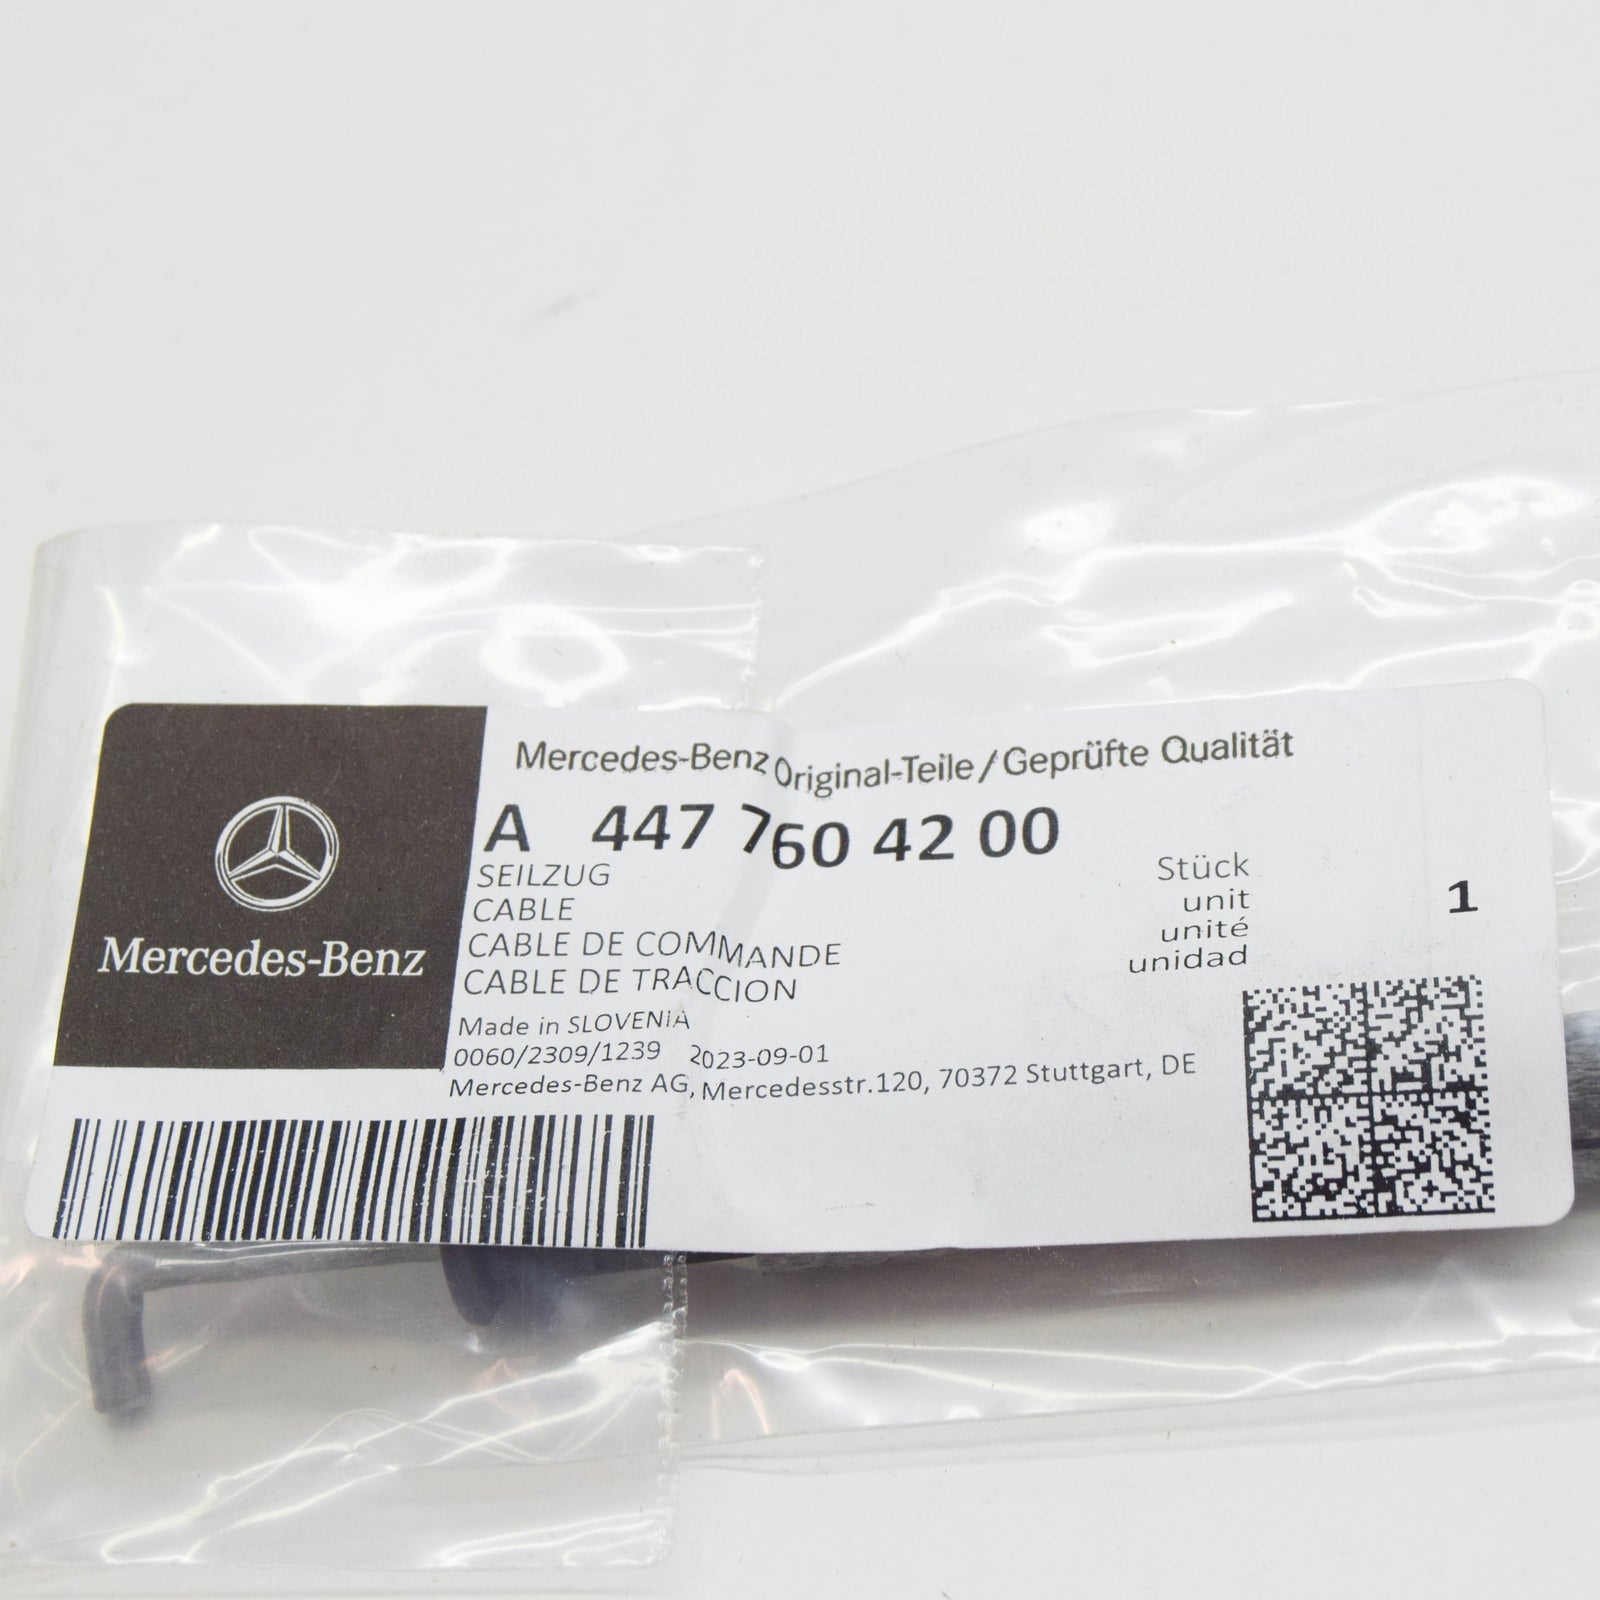 Mercedes-Benz
Mercedes-Benz Original-Teile/Geprüfte Qualität
A 447 760 42 00
SEILZUG
CABLE
CABLE DE COMMANDE
CABLE DE TRACCION
Stück
unit
unité
unidad
1
Made in SLOVENIA
0060/2309/1239 2023-09-01
Mercedes-Benz AG, Mercedesstr.120, 70372 Stuttgart, DE